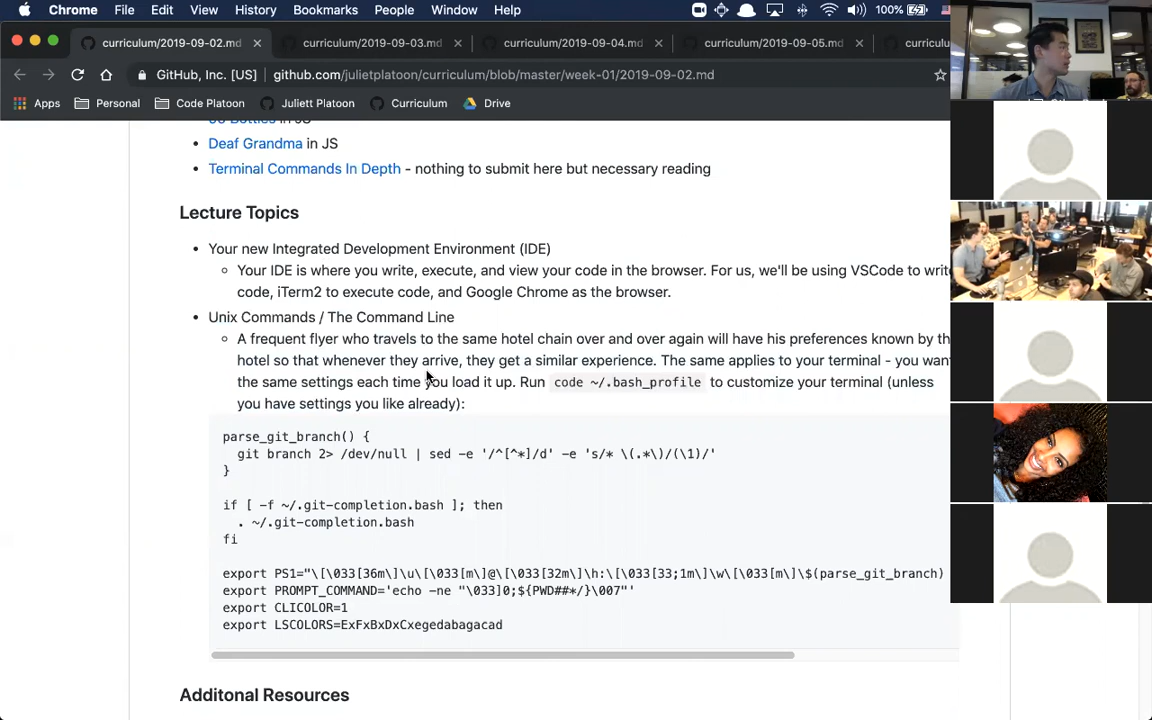 Chrome File Edit View History Bookmarks People Window Help 100%
curriculum/2019-09-02.md curriculum/2019-09-03.md curriculum/2019-09-04.md curriculum/2019-09-05.md curriculu
GitHub, Inc. [US] github.com/julietplatoon/curriculum/blob/master/week-01/2019-09-02.md
Apps Personal Code Platoon Juliett Platoon Curriculum Drive
Deaf Grandma in JS
Terminal Commands In Depth - nothing to submit here but necessary reading
Lecture Topics
Your new Integrated Development Environment (IDE)
Your IDE is where you write, execute, and view your code in the browser. For us, we'll be using VSCode to write
code, iTerm2 to execute code, and Google Chrome as the browser.
Unix Commands / The Command Line
A frequent flyer who travels to the same hotel chain over and over again will have his preferences known by th
hotel so that whenever they arrive, they get a similar experience. The same applies to your terminal - you want
the same settings each time you load it up. Run code ~/.bash_profile to customize your terminal (unless
you have settings you like already):
parse_git_branch() {
git branch 2> /dev/null | sed -e '/^[^*]/d' -e 's/* \(.*\)/(\1)/'
}
if [ -f ~/.git-completion.bash ]; then
. ~/.git-completion.bash
fi
export PS1="\[\033[36m\]\u\[\033[m\]@\[\033[32m\]\h:\[\033[33;1m\]\w\[\033[m\]\$(parse_git_branch)
export PROMPT_COMMAND='echo -ne "\033]0;${PWD##*/}\007"'
export CLICOLOR=1
export LSCOLORS=ExFxBxDxCxegedabagacad
Additonal Resources